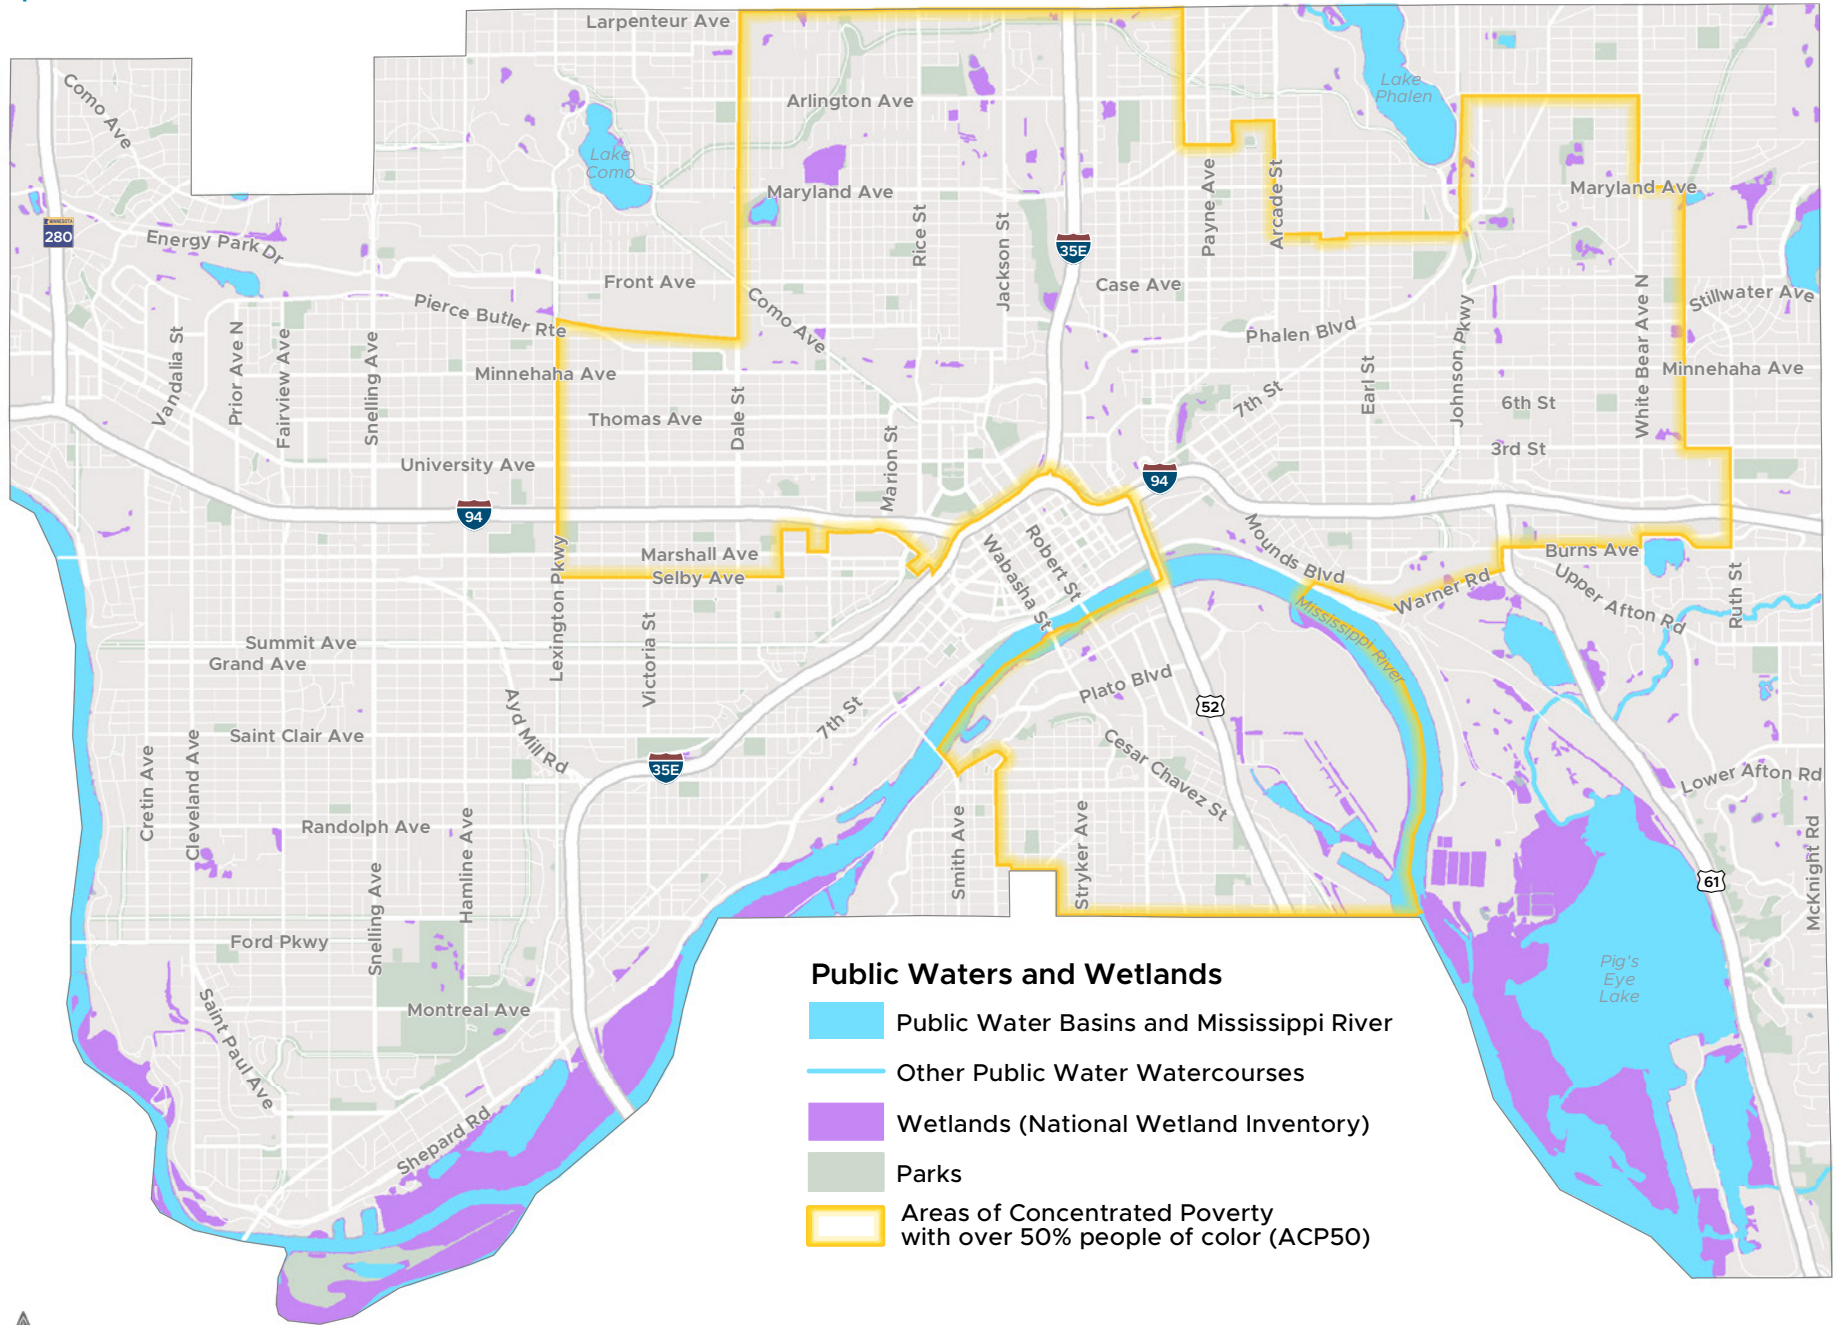 Larpenteur Ave
Como Ave
Arlington Ave
Lake
Phalen
Lake
Como
Maryland Ave
Maryland Ave
Payne Ave
Arcade St
Rice St
Jackson St
MINNESOTA
280
Energy Park Dr
35E
Front Ave
Case Ave
Como Ave
Stillwater Ave
Pierce Butler Rte
Phalen Blvd
Johnson Pkwy
White Bear Ave N
Vandalia St
Prior Ave N
Fairview Ave
Snelling Ave
Minnehaha Ave
Minnehaha Ave
Earl St
7th St
6th St
Thomas Ave
Dale St
Marion St
3rd St
University Ave
94
94
Mounds Blvd
Robert St
Wabasha St
Marshall Ave
Selby Ave
Burns Ave
Warner Rd
Upper Afton Rd
Ruth St
Mississippi River
Lexington Pkwy
Victoria St
Summit Ave
Grand Ave
Plato Blvd
52
Ayd Mill Rd
7th St
Saint Clair Ave
35E
Cesar Chavez St
Lower Afton Rd
Cretin Ave
Cleveland Ave
Randolph Ave
Hamline Ave
Smith Ave
Stryker Ave
McKnight Rd
61
Snelling Ave
Ford Pkwy
Pig's
Eye
Lake
Montreal Ave
Saint Paul Ave
Shepard Rd
Public Waters and Wetlands
Public Water Basins and Mississippi River
Other Public Water Watercourses
Wetlands (National Wetland Inventory)
Parks
Areas of Concentrated Poverty
with over 50% people of color (ACP50)